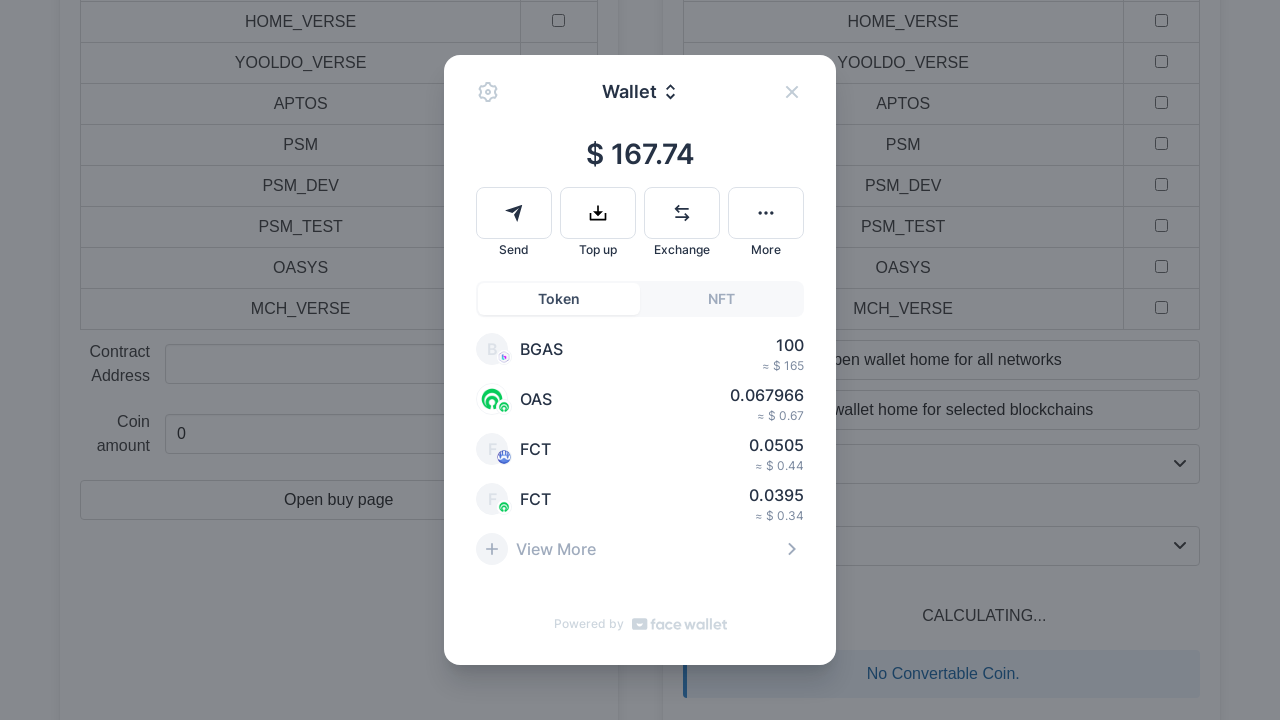 HOME_VERSE
HOME_VERSE
YOOLDO_VERSE
YOOLDO_VERSE
APTOS
APTOS
PSM
PSM
PSM_DEV
PSM_DEV
PSM_TEST
PSM_TEST
OASYS
OASYS
MCH_VERSE
MCH_VERSE
Contract
Address
Coin
amount
0
Open buy page
pen wallet home for all networks
wallet home for selected blockchains
CALCULATING...
No Convertable Coin.
Wallet
$ 167.74
Send
Top up
Exchange
More
Token
NFT
B
BGAS
100
≈ $ 165
OAS
0.067966
≈ $ 0.67
F
FCT
0.0505
≈ $ 0.44
F
FCT
0.0395
≈ $ 0.34
View More
Powered by face wallet